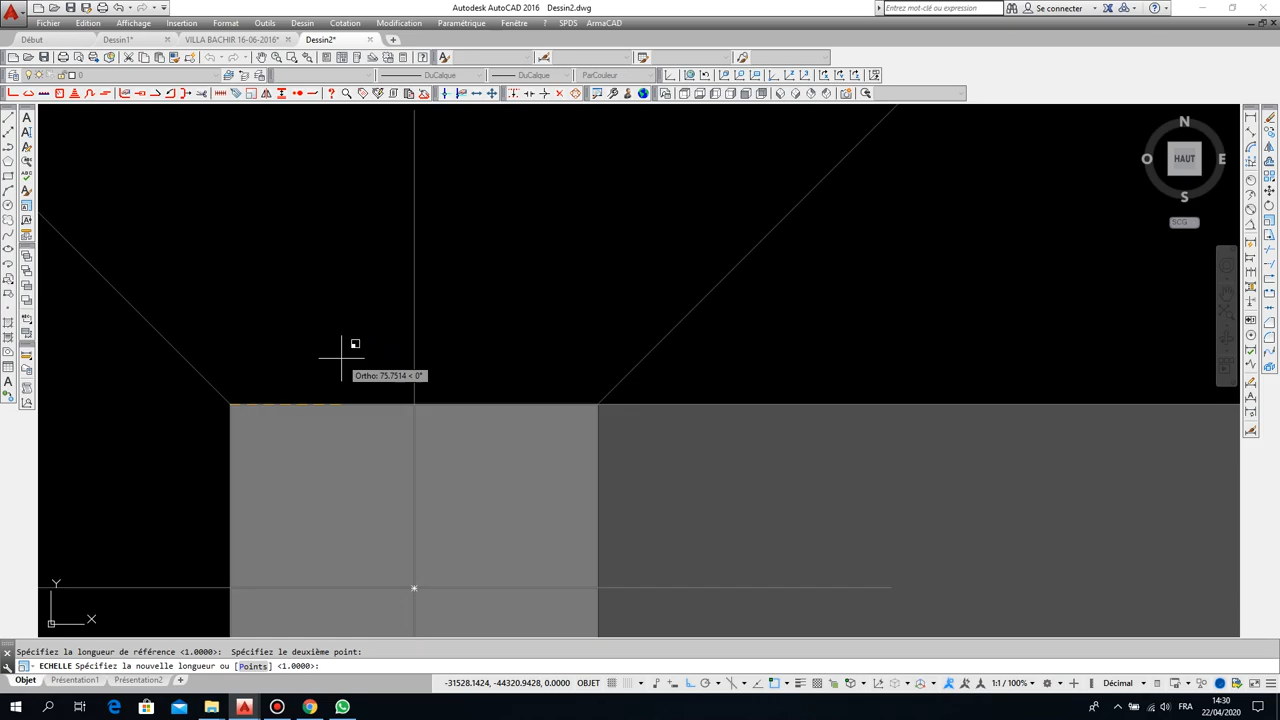 Autodesk AutoCAD 2016 Dessin2.dwg
Entrez mot-clé ou expression
Se connecter
Fichier Edition Affichage Insertion Format Outils Dessin Cotation Modification Paramétrique Fenêtre ? SPDS ArmaCAD
Début Dessin1* VILLA BACHIR 16-06-2016* Dessin2*
0 DuCalque DuCalque ParCouleur
N
O HAUT E
S
SCG
Ortho: 75.7514 < 0°
Y
X
Spécifiez la longueur de référence <1.0000>: Spécifiez le deuxième point:
ECHELLE Spécifiez la nouvelle longueur ou [Points] <1.0000>:
Objet Présentation1 Présentation2 +
-31528.1424, -44320.9428, 0.0000 OBJET 1:1 / 100% Décimal
FRA
14:30
22/04/2020